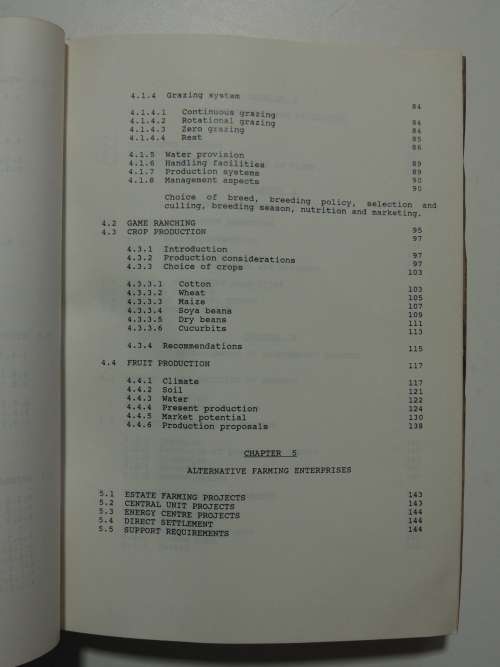 4.1.4 Grazing system 84
4.1.4.1 Continuous grazing 84
4.1.4.2 Rotational grazing 84
4.1.4.3 Zero grazing 85
4.1.4.4 Rest 86
4.1.5 Water provision 89
4.1.6 Handling facilities 89
4.1.7 Production systems 90
4.1.8 Management aspects 90
Choice of breed, breeding policy, selection and
culling, breeding season, nutrition and marketing.
4.2 GAME RANCHING 95
4.3 CROP PRODUCTION 97
4.3.1 Introduction 97
4.3.2 Production considerations 97
4.3.3 Choice of crops 103
4.3.3.1 Cotton 103
4.3.3.2 Wheat 105
4.3.3.3 Maize 107
4.3.3.4 Soya beans 109
4.3.3.5 Dry beans 111
4.3.3.6 Cucurbits 113
4.3.4 Recommendations 115
4.4 FRUIT PRODUCTION 117
4.4.1 Climate 117
4.4.2 Soil 121
4.4.3 Water 122
4.4.4 Present production 124
4.4.5 Market potential 130
4.4.6 Production proposals 138
CHAPTER 5
ALTERNATIVE FARMING ENTERPRISES
5.1 ESTATE FARMING PROJECTS 143
5.2 CENTRAL UNIT PROJECTS 143
5.3 ENERGY CENTRE PROJECTS 144
5.4 DIRECT SETTLEMENT 144
5.5 SUPPORT REQUIREMENTS 144